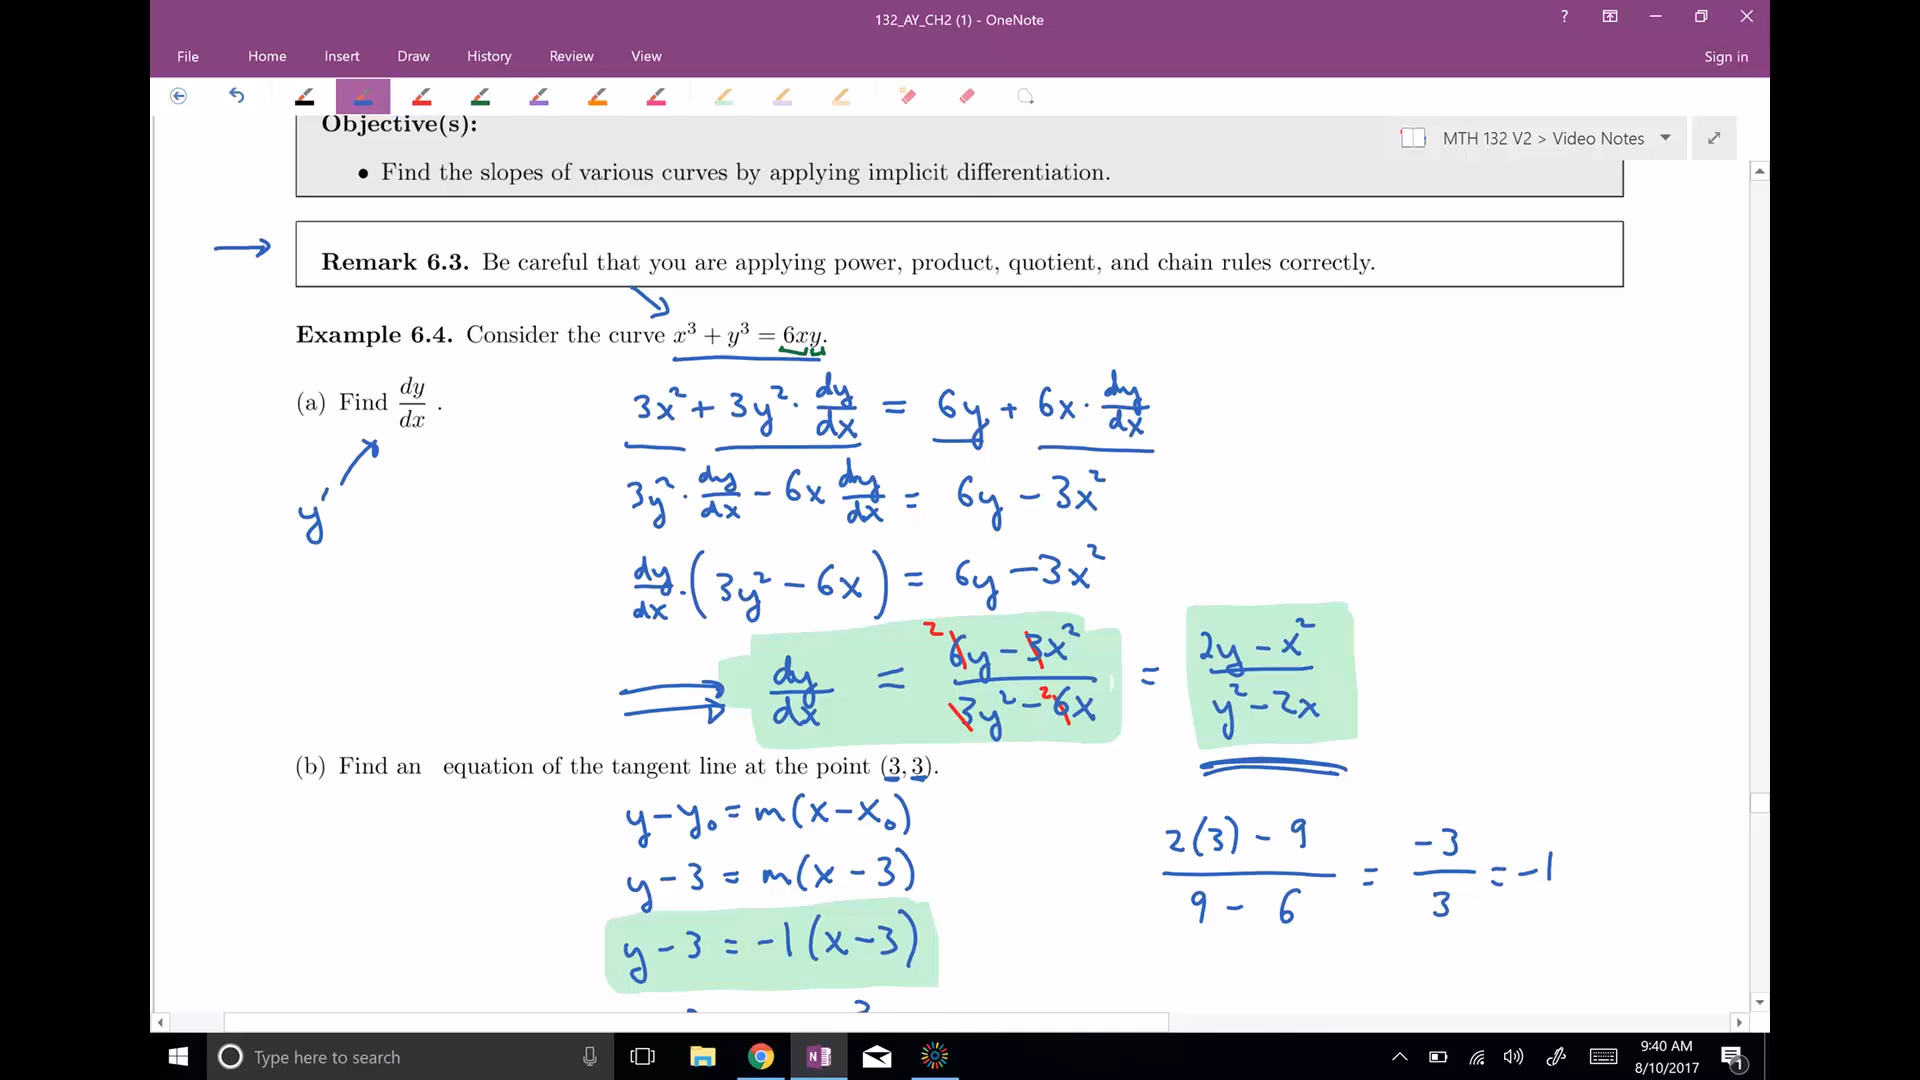 132_AY_CH2 (1) - OneNote
?
File Home Insert Draw History Review View Sign in
Objective(s):
MTH 132 V2 > Video Notes
• Find the slopes of various curves by applying implicit differentiation.
Remark 6.3. Be careful that you are applying power, product, quotient, and chain rules correctly.
Example 6.4. Consider the curve x³ + y³ = 6xy.
(a) Find dy/dx .
y'
3x² + 3y² · dy/dx = 6y + 6x · dy/dx
3y² · dy/dx − 6x dy/dx = 6y − 3x²
dy/dx · (3y² − 6x) = 6y − 3x²
dy/dx = (6y − 3x²)/(3y² − 6x) = (2y − x²)/(y² − 2x)
2
2
(b) Find an equation of the tangent line at the point (3, 3).
y − y₀ = m(x − x₀)
y − 3 = m(x − 3)
y − 3 = −1(x − 3)
(2(3) − 9)/(9 − 6) = −3/3 = −1
Type here to search
9:40 AM
8/10/2017
1